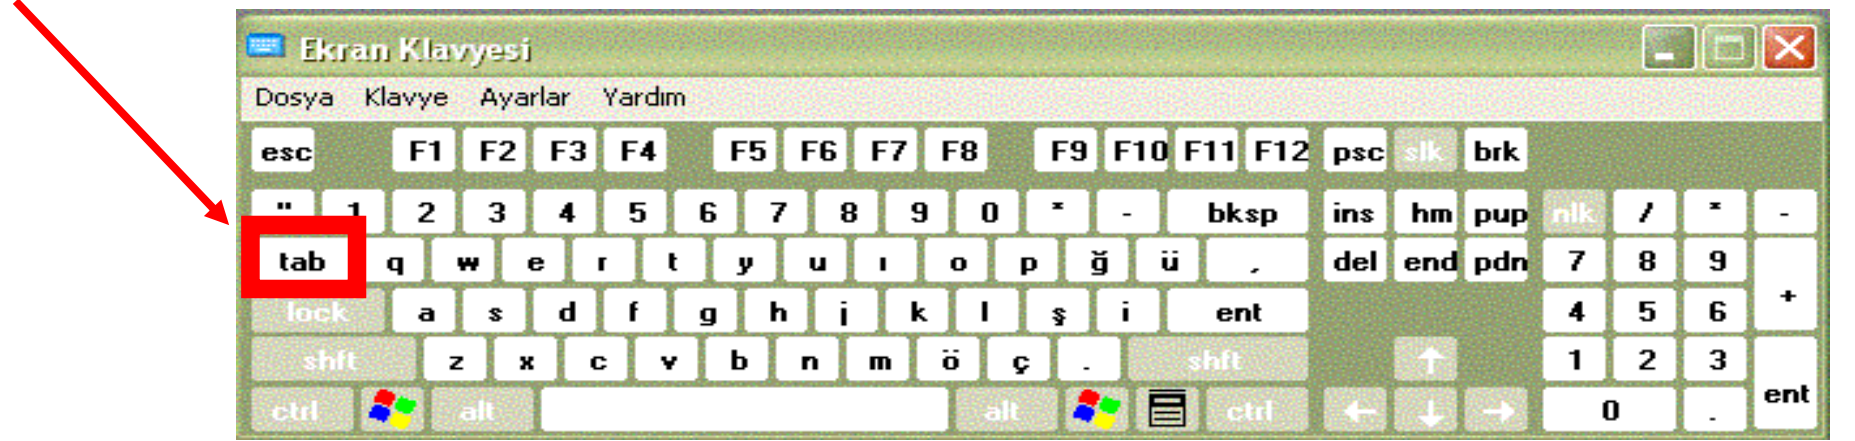 Ekran Klavyesi
Dosya Klavye Ayarlar Yardım
esc F1 F2 F3 F4 F5 F6 F7 F8 F9 F10 F11 F12 psc slk brk
" 1 2 3 4 5 6 7 8 9 0 * - bksp ins hm pup nlk / * -
tab q w e r t y u ı o p ğ ü , del end pdn 7 8 9 +
lock a s d f g h j k l ş i ent 4 5 6
shft z x c v b n m ö ç . shft ↑ 1 2 3 ent
ctrl alt alt ctrl ← ↓ → 0 .